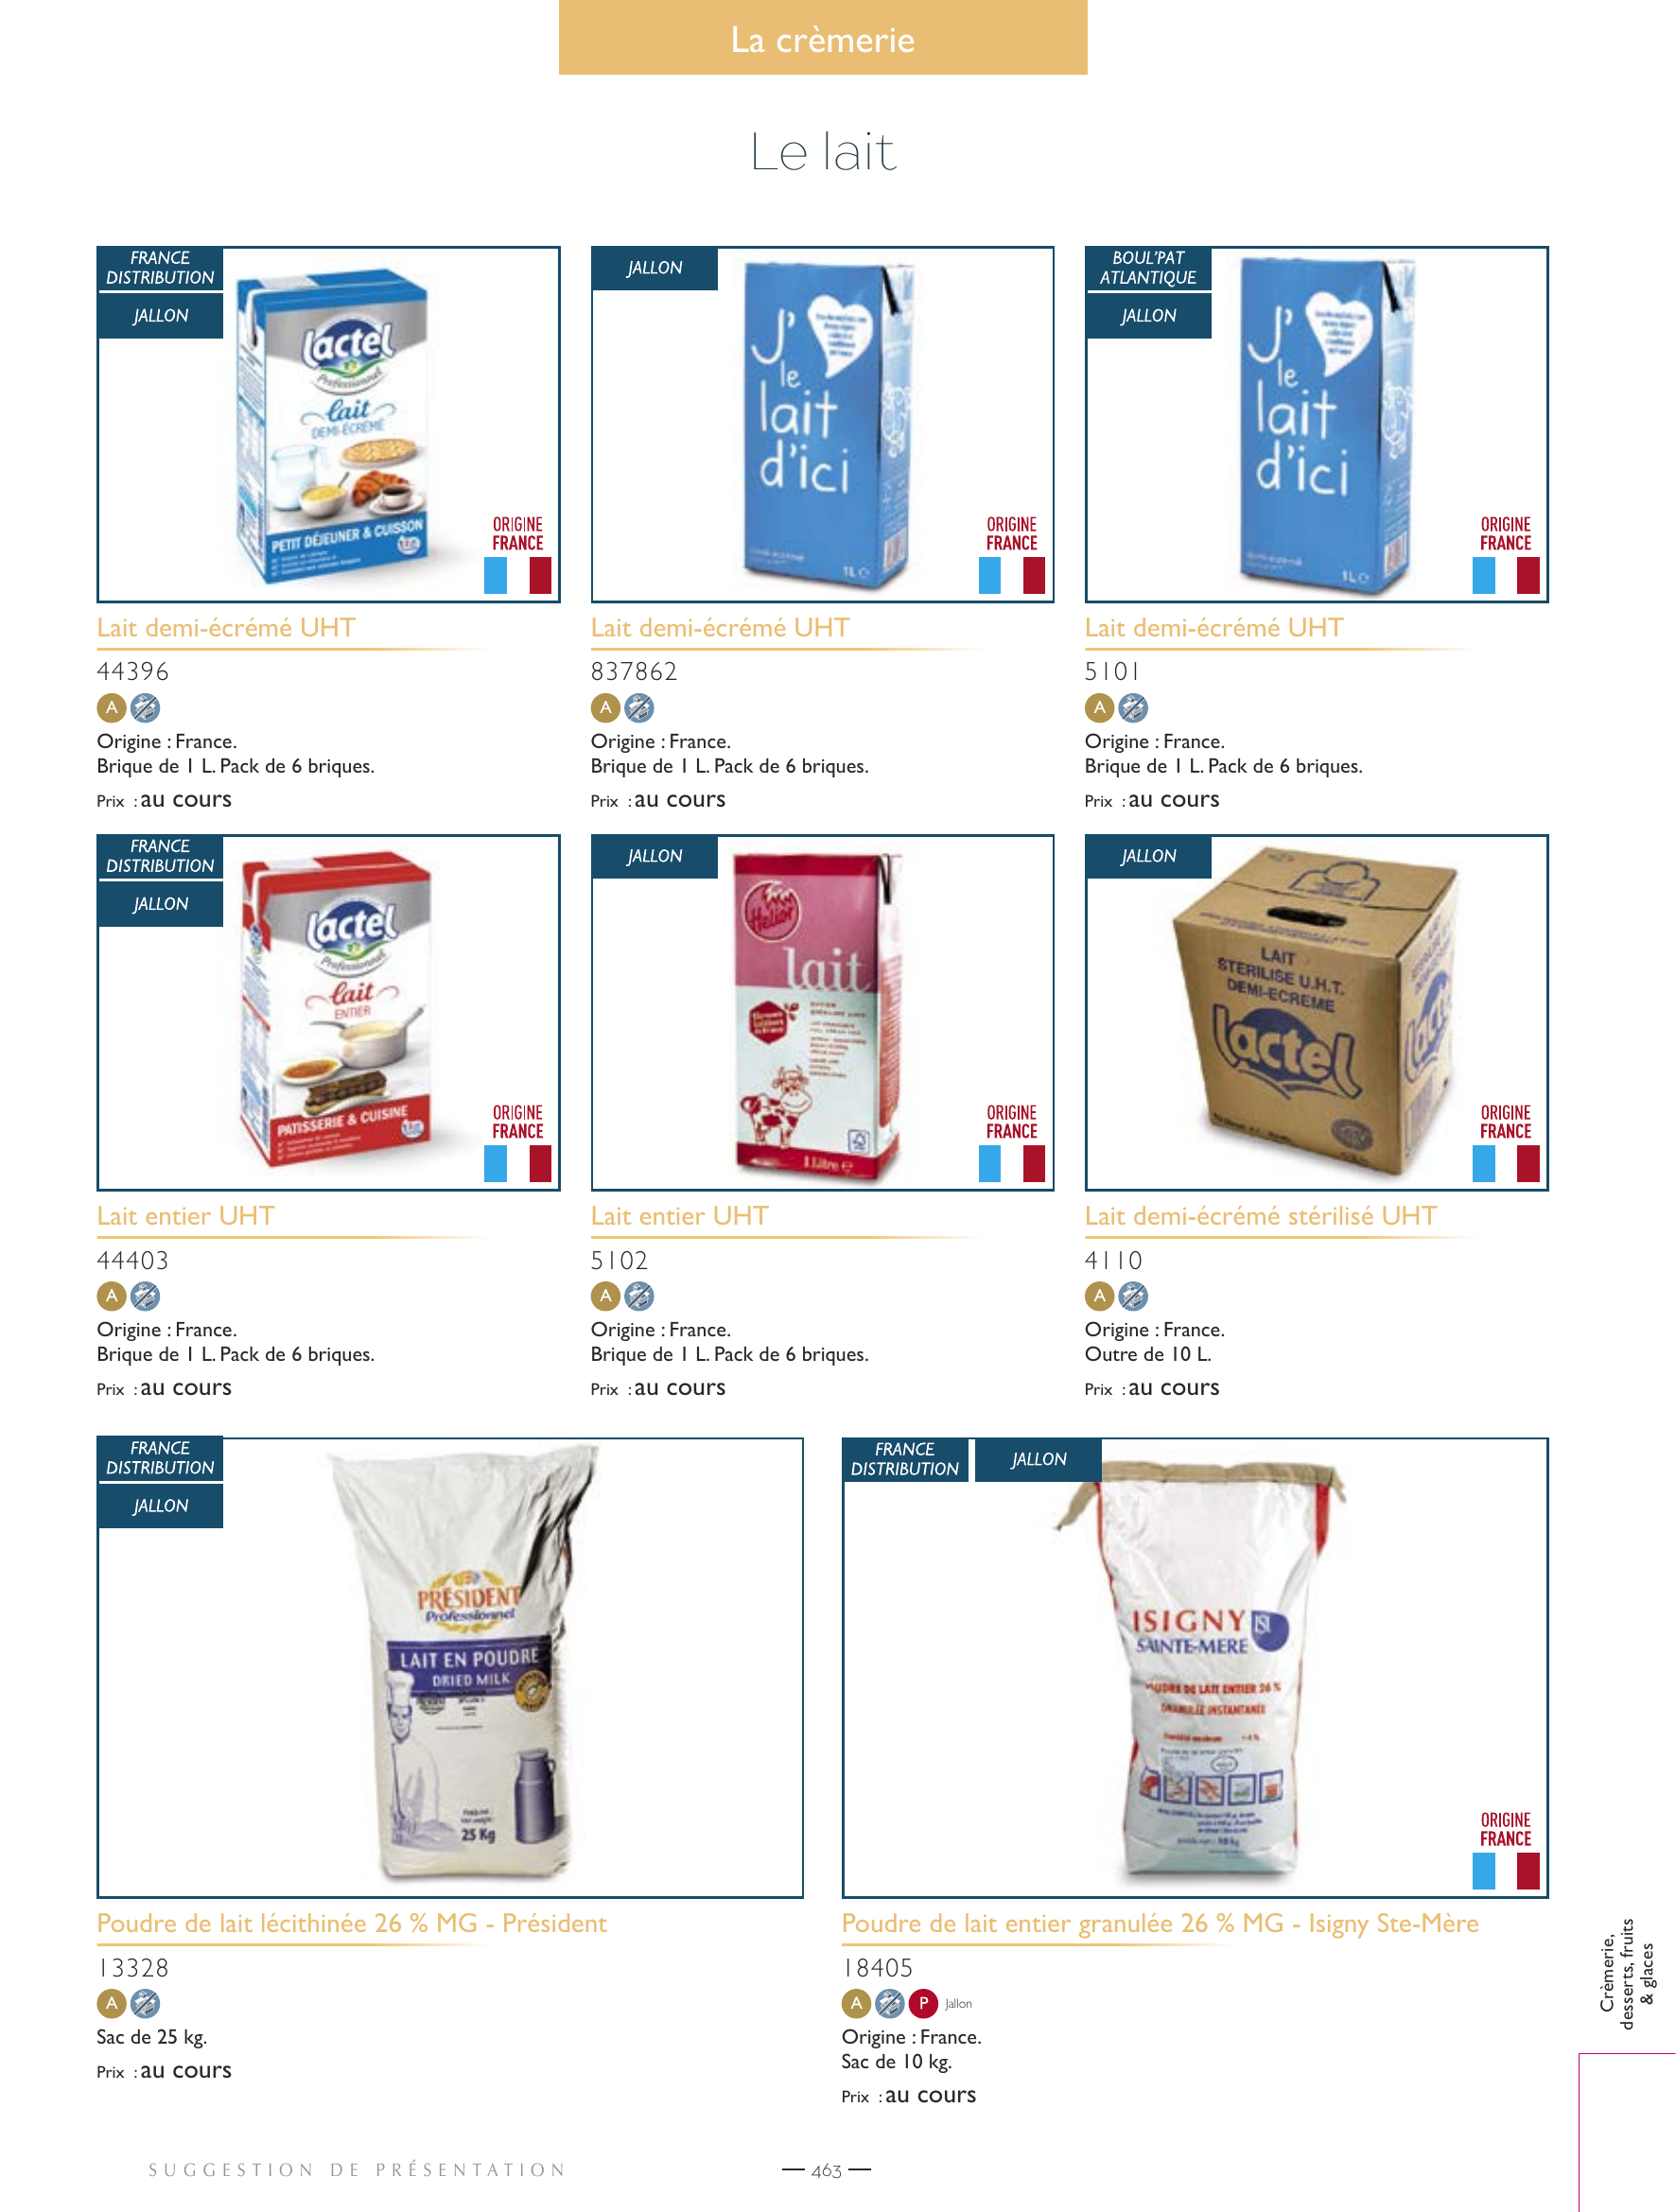 La crèmerie
Le lait
FRANCE
DISTRIBUTION
JALLON
lactel
Professionnel
lait
DEMI-ÉCRÉMÉ
PETIT DÉJEUNER & CUISSON
ORIGINE
FRANCE
Lait demi-écrémé UHT
44396
A
Origine : France.
Brique de 1 L. Pack de 6 briques.
Prix : au cours
JALLON
J'
le
lait
d'ici
1L
ORIGINE
FRANCE
Lait demi-écrémé UHT
837862
A
Origine : France.
Brique de 1 L. Pack de 6 briques.
Prix : au cours
BOUL'PAT
ATLANTIQUE
JALLON
J'
le
lait
d'ici
1L
ORIGINE
FRANCE
Lait demi-écrémé UHT
5101
A
Origine : France.
Brique de 1 L. Pack de 6 briques.
Prix : au cours
FRANCE
DISTRIBUTION
JALLON
lactel
Professionnel
lait
ENTIER
PATISSERIE & CUISINE
ORIGINE
FRANCE
Lait entier UHT
44403
A
Origine : France.
Brique de 1 L. Pack de 6 briques.
Prix : au cours
JALLON
Hélior
lait
1 Litre e
ORIGINE
FRANCE
Lait entier UHT
5102
A
Origine : France.
Brique de 1 L. Pack de 6 briques.
Prix : au cours
JALLON
LAIT
STERILISE U.H.T.
DEMI-ECREME
lactel
ORIGINE
FRANCE
Lait demi-écrémé stérilisé UHT
4110
A
Origine : France.
Outre de 10 L.
Prix : au cours
FRANCE
DISTRIBUTION
JALLON
PRÉSIDENT
Professionnel
LAIT EN POUDRE
DRIED MILK
25 Kg
Poudre de lait lécithinée 26 % MG - Président
13328
A
Sac de 25 kg.
Prix : au cours
FRANCE
DISTRIBUTION
JALLON
ISIGNY
SAINTE-MERE
POUDRE DE LAIT ENTIER 26 %
GRANULÉE INSTANTANÉE
ORIGINE
FRANCE
Poudre de lait entier granulée 26 % MG - Isigny Ste-Mère
18405
A P Jallon
Origine : France.
Sac de 10 kg.
Prix : au cours
Crèmerie,
desserts, fruits
& glaces
SUGGESTION DE PRÉSENTATION
463